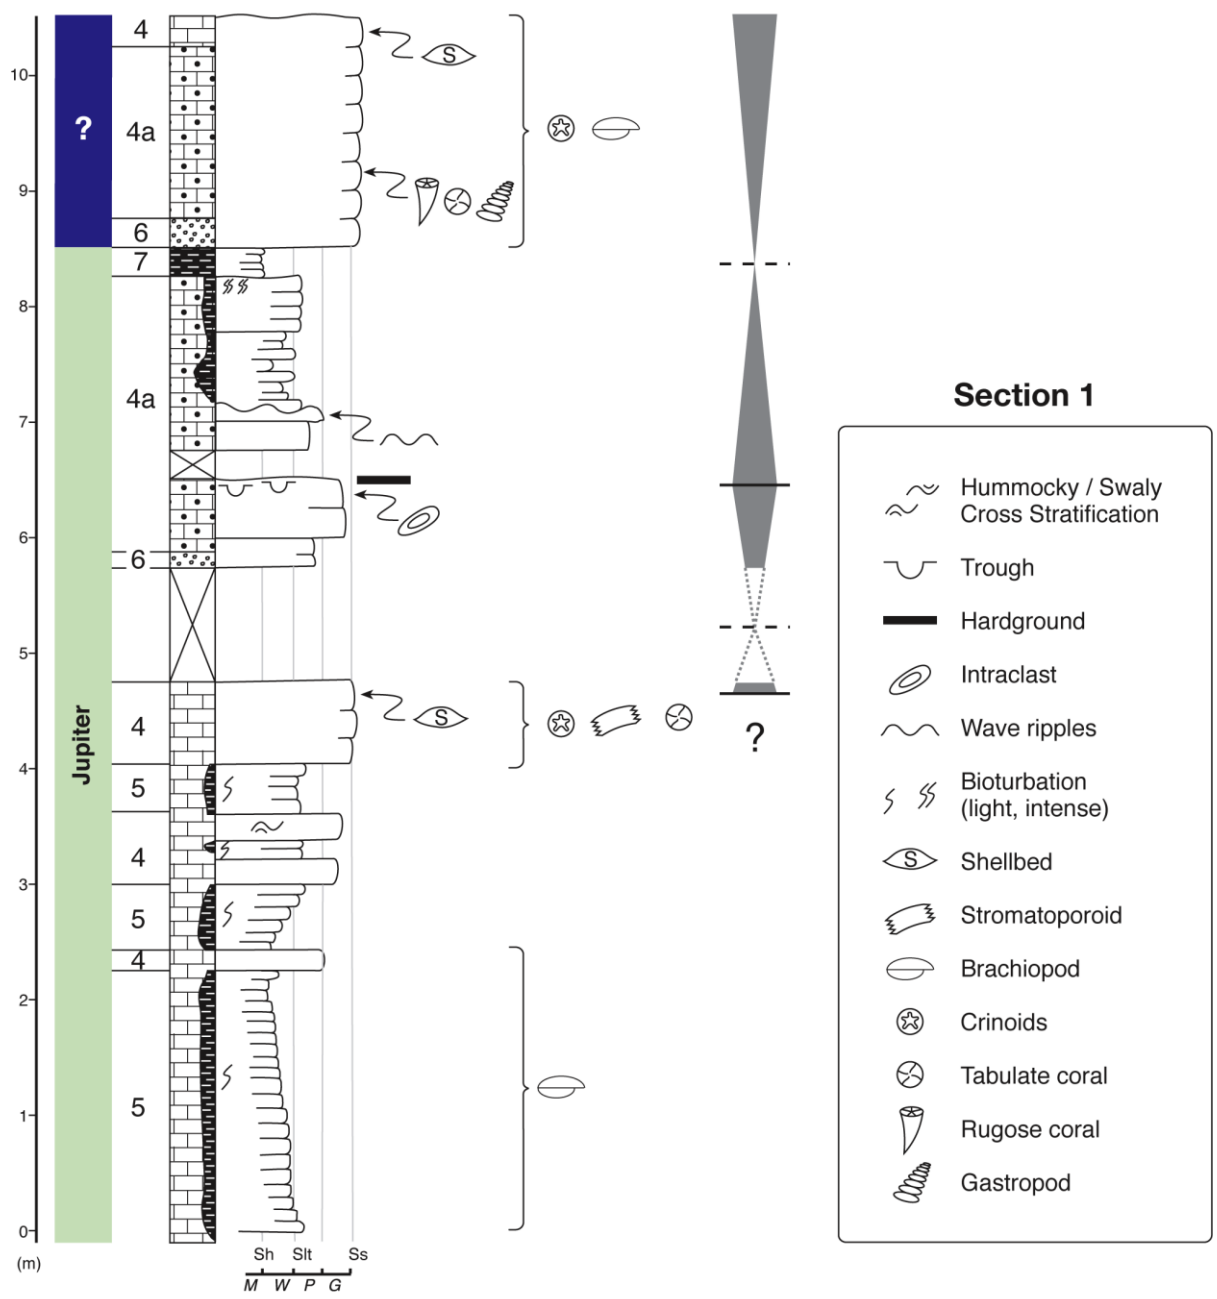 4
10
?
4a
9
6
7
8
4a
7
6
6
5
4
4
5
4
3
5
4
2
5
1
0
(m)
Jupiter
Sh Slt Ss
M W P G
S
S
?
Section 1
Hummocky / Swaly
Cross Stratification
Trough
Hardground
Intraclast
Wave ripples
Bioturbation
(light, intense)
S Shellbed
Stromatoporoid
Brachiopod
Crinoids
Tabulate coral
Rugose coral
Gastropod